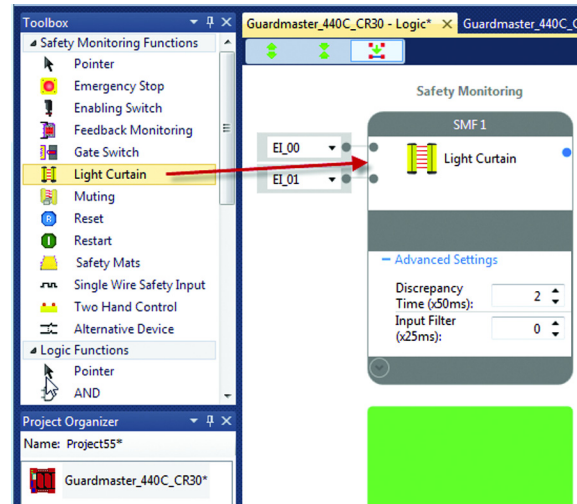 Toolbox
Safety Monitoring Functions
Pointer
Emergency Stop
Enabling Switch
Feedback Monitoring
Gate Switch
Light Curtain
Muting
Reset
Restart
Safety Mats
Single Wire Safety Input
Two Hand Control
Alternative Device
Logic Functions
Pointer
AND
Project Organizer
Name: Project55*
Guardmaster_440C_CR30*
Guardmaster_440C_CR30 - Logic*
Guardmaster_440C_C
Safety Monitoring
SMF 1
EI_00
EI_01
Light Curtain
Advanced Settings
Discrepancy
Time (x50ms): 2
Input Filter
(x25ms): 0